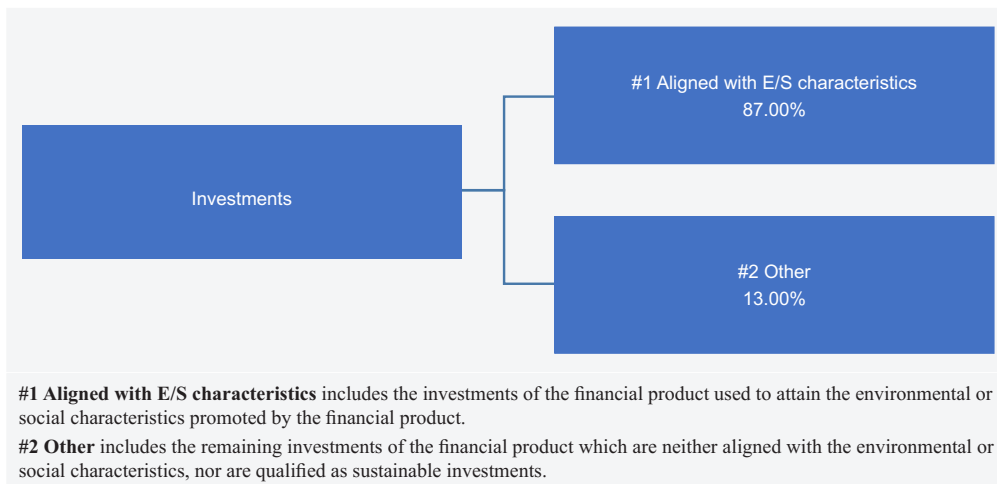 #1 Aligned with E/S characteristics
87.00%
Investments
#2 Other
13.00%
#1 Aligned with E/S characteristics includes the investments of the financial product used to attain the environmental or
social characteristics promoted by the financial product.
#2 Other includes the remaining investments of the financial product which are neither aligned with the environmental or
social characteristics, nor are qualified as sustainable investments.